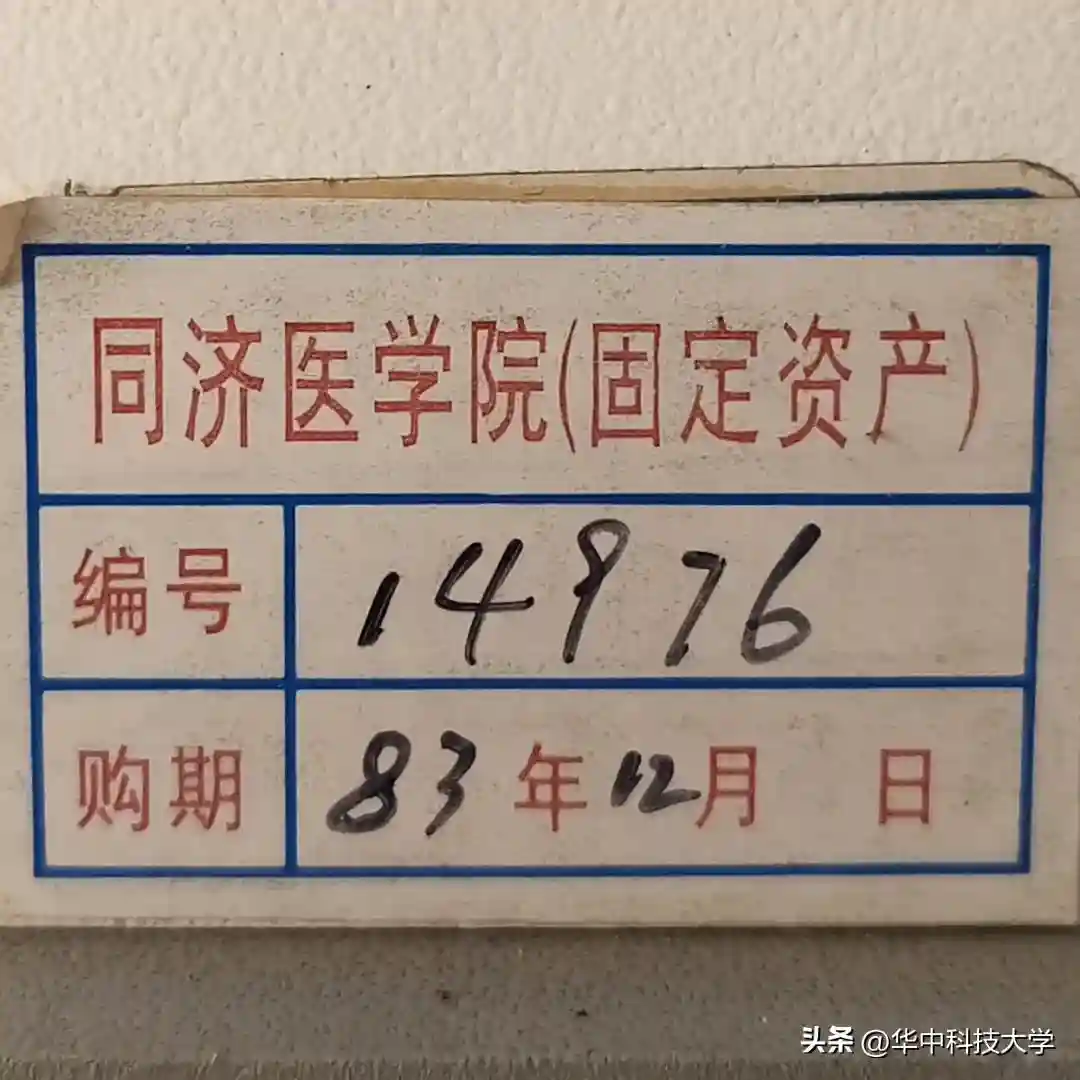 同济医学院(固定资产)
编号 14976
购期 83年12月 日
头条 @华中科技大学